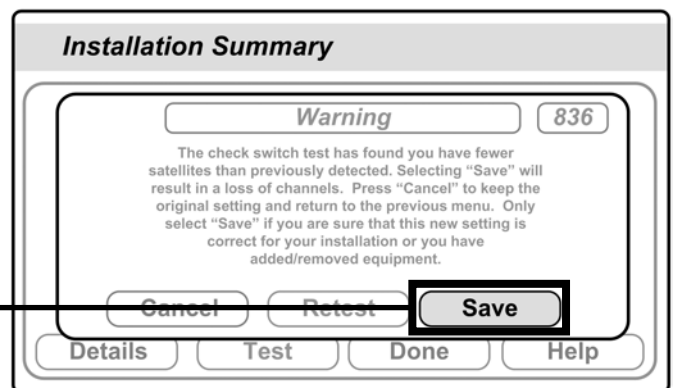 Installation Summary
Warning
836
The check switch test has found you have fewer
satellites than previously detected. Selecting “Save” will
result in a loss of channels. Press “Cancel” to keep the
original setting and return to the previous menu. Only
select “Save” if you are sure that this new setting is
correct for your installation or you have
added/removed equipment.
Cancel
Retest
Save
Details
Test
Done
Help